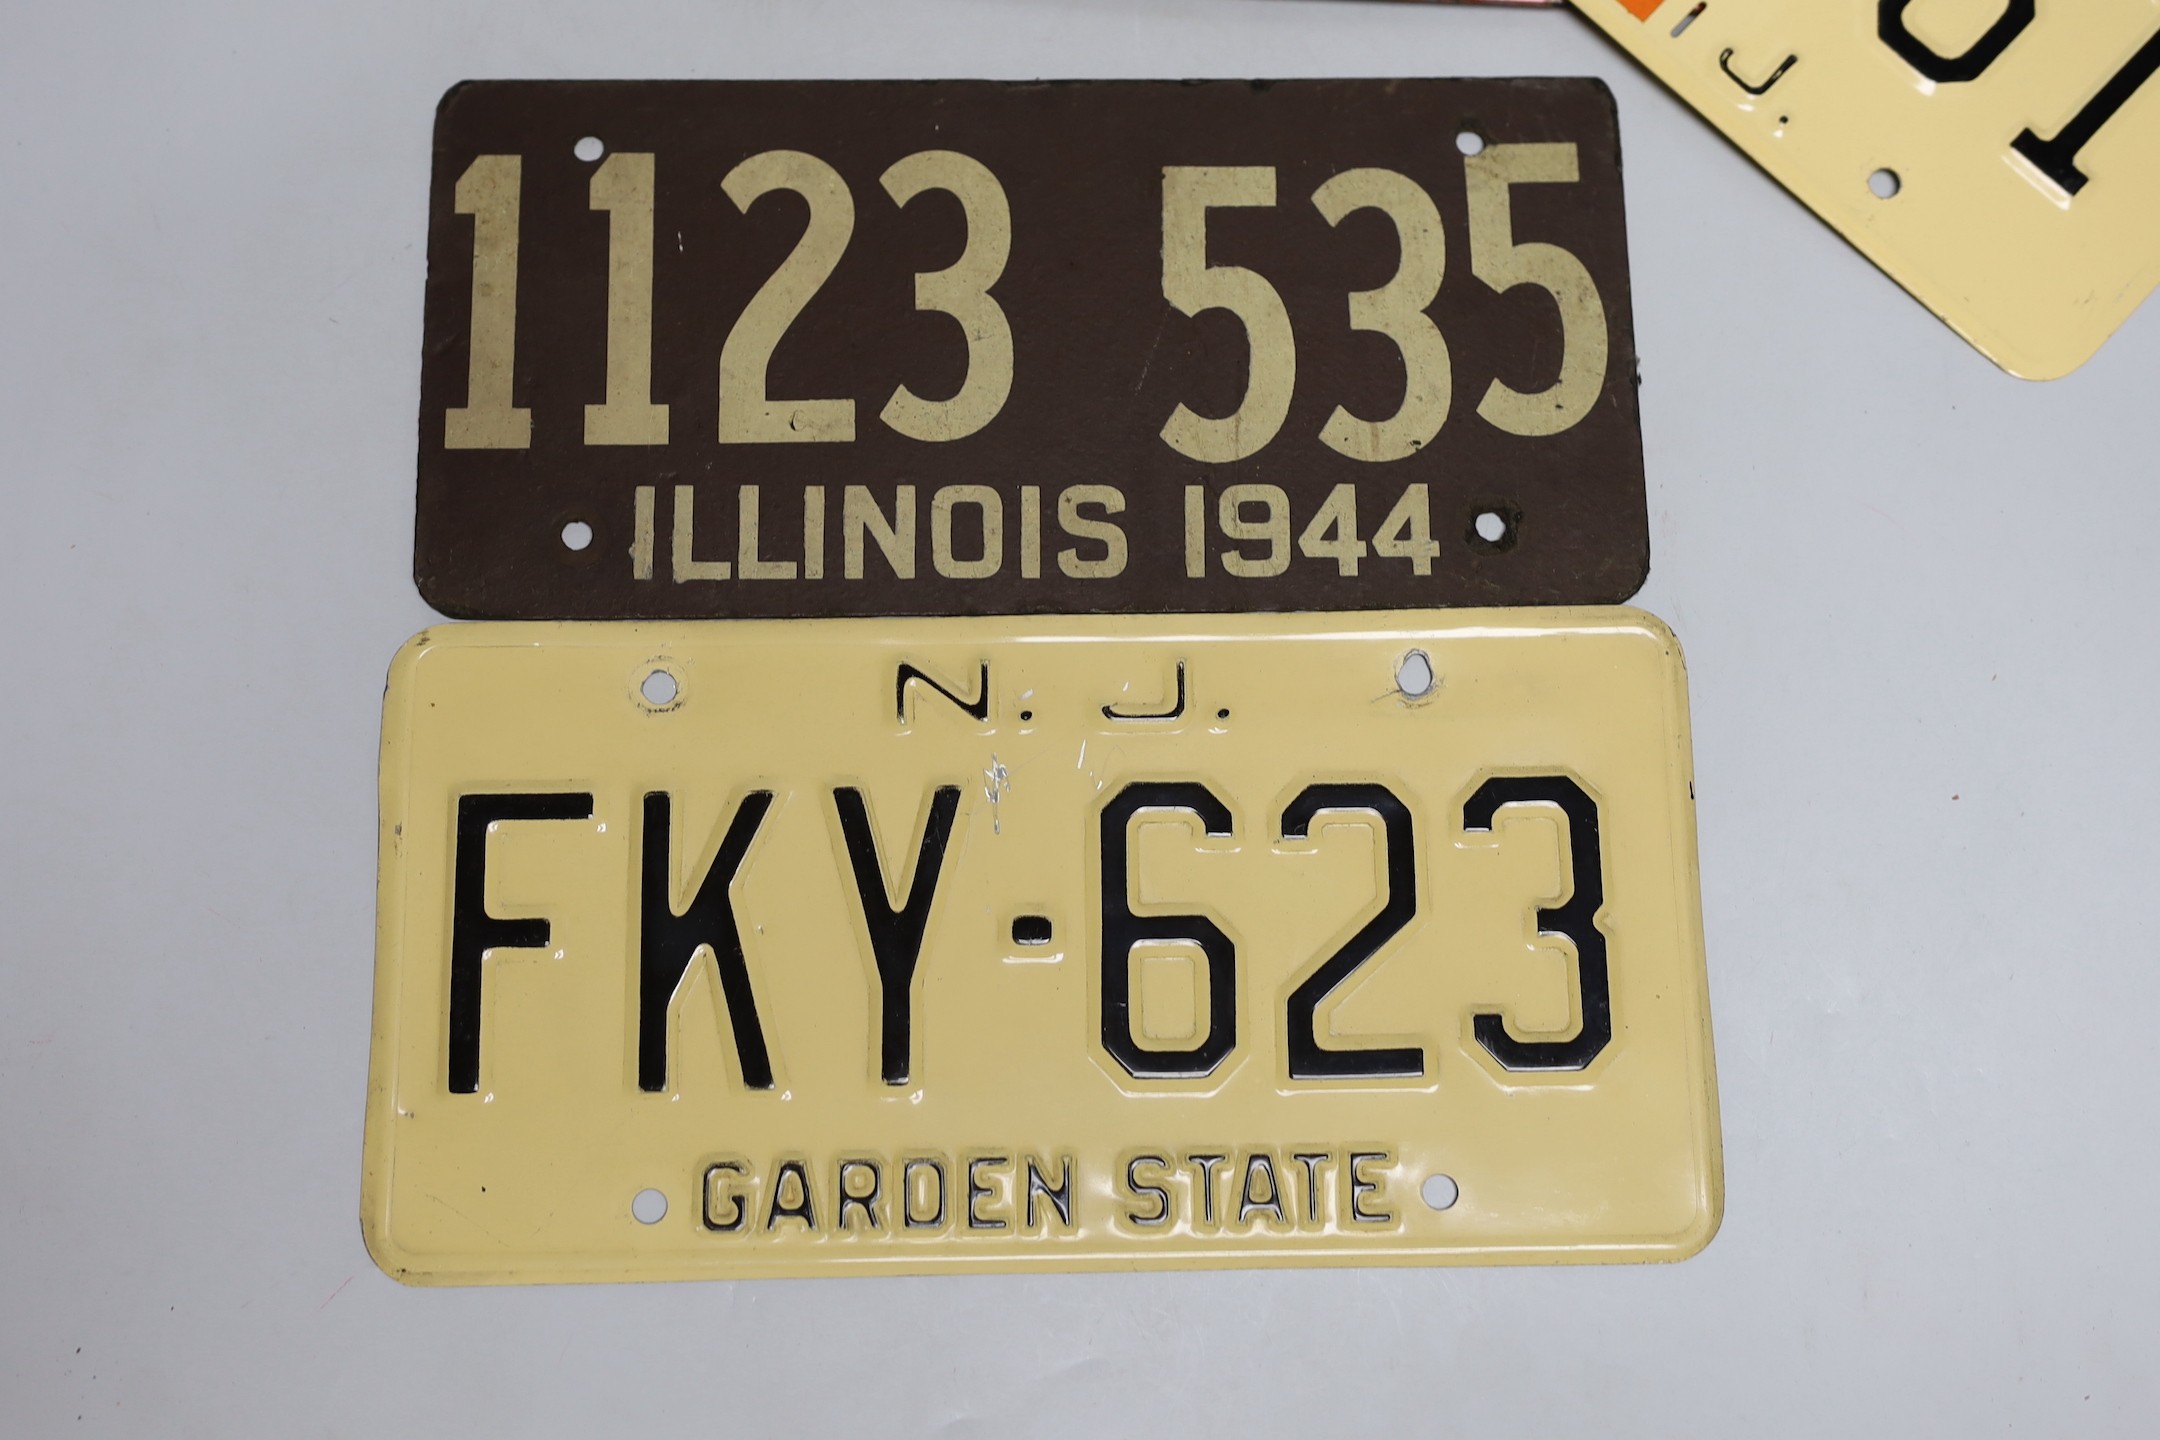 1123 535
ILLINOIS 1944
N. J.
FKY-623
GARDEN STATE
J.